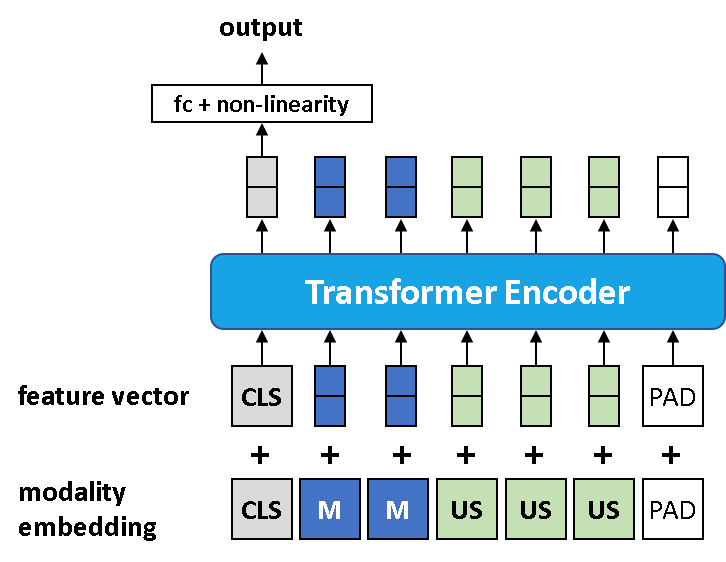 output
fc + non-linearity
Transformer Encoder
feature vector
CLS
PAD
+ + + + + + +
modality
embedding
CLS M M US US US PAD